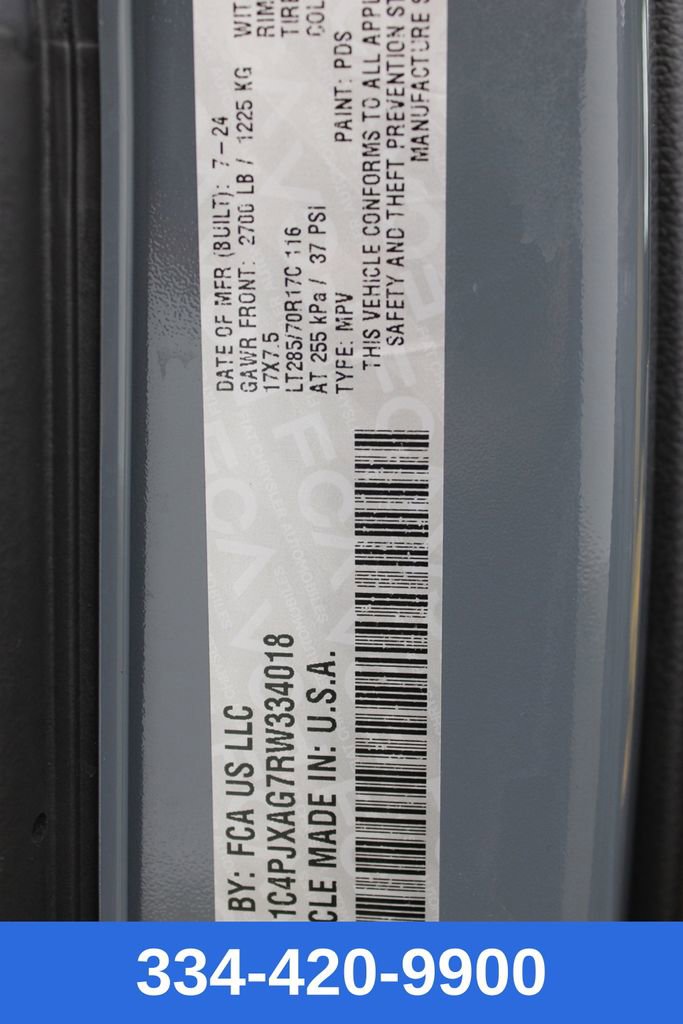 BY: FCA US LLC
1C4PJXAG7RW334018
CLE MADE IN: U.S.A.
DATE OF MFR (BUILT): 7-24
GAWR FRONT: 2700 LB / 1225 KG WIT
17X7.5 RIM
LT285/70R17C 116 TIRE
AT 255 kPa / 37 PSi COL
TYPE: MPV PAINT: PDS
THIS VEHICLE CONFORMS TO ALL APPL
SAFETY AND THEFT PREVENTION ST
MANUFACTURE S
334-420-9900